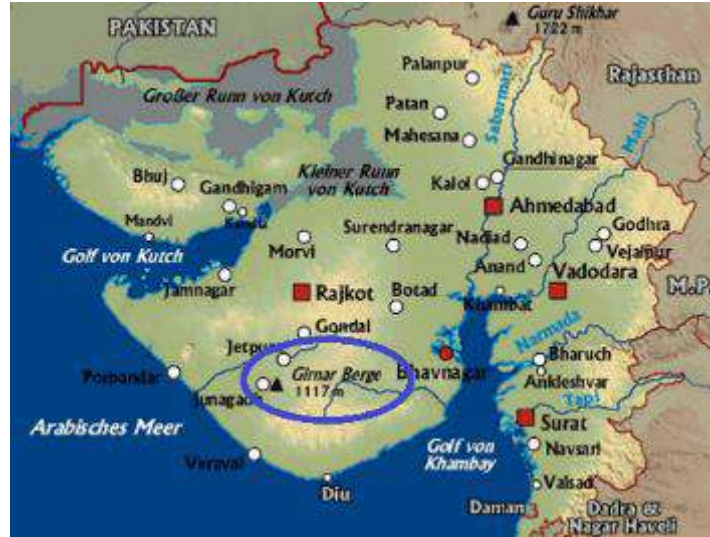 Guru Shikhar
1722 m
PAKISTAN
Palanpur
Rajasthan
Großer Runn von Kutch
Patan
Sabarmati
Mahi
Mahesana
Gandhinagar
Kleiner Runn
von Kutch
Bhuj
Kalol
Gandhigam
Ahmedabad
Mandvi
Kandla
Surendranagar
Godhra
Golf von Kutch
Morvi
Nadiad
Vejalpur
Anand
Vadodara
Jamnagar
Rajkot
Botad
Khambat
M.P.
Gondal
Narmada
Jetpur
Bharuch
Porbandar
Girnar Berge
1117 m
Bhavnagar
Ankleshvar
Junagadh
Tapi
Arabisches Meer
Surat
Golf von
Khambay
Navsari
Veraval
Diu
Valsad
Daman
Dadra &
Nagar Haveli